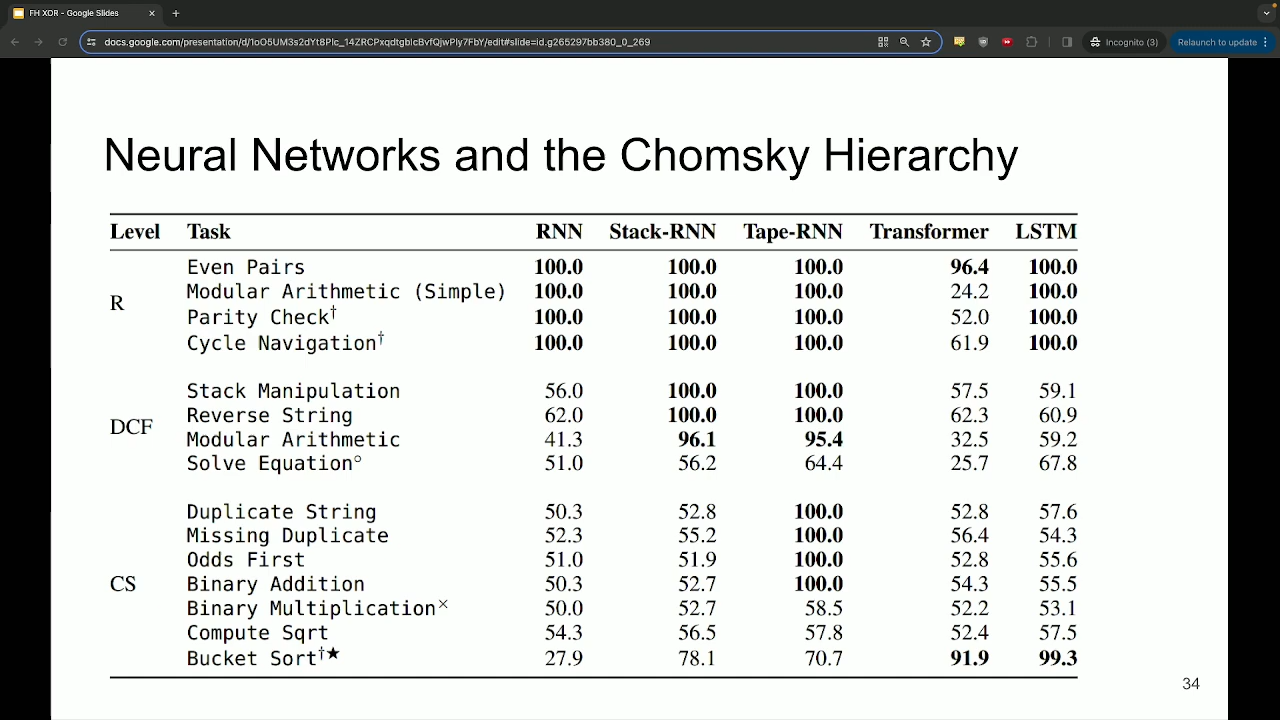 FH XOR - Google Slides
docs.google.com/presentation/d/1oO5UM3s2dYt8Plc_14ZRCPxqdtgblcBvfQjwPly7FbY/edit#slide=id.g265297bb380_0_269
Incognito (3)
Relaunch to update
Neural Networks and the Chomsky Hierarchy
Level Task RNN Stack-RNN Tape-RNN Transformer LSTM
Even Pairs 100.0 100.0 100.0 96.4 100.0
Modular Arithmetic (Simple) 100.0 100.0 100.0 24.2 100.0
R
Parity Check† 100.0 100.0 100.0 52.0 100.0
Cycle Navigation† 100.0 100.0 100.0 61.9 100.0
Stack Manipulation 56.0 100.0 100.0 57.5 59.1
Reverse String 62.0 100.0 100.0 62.3 60.9
DCF
Modular Arithmetic 41.3 96.1 95.4 32.5 59.2
Solve Equation° 51.0 56.2 64.4 25.7 67.8
Duplicate String 50.3 52.8 100.0 52.8 57.6
Missing Duplicate 52.3 55.2 100.0 56.4 54.3
Odds First 51.0 51.9 100.0 52.8 55.6
CS Binary Addition 50.3 52.7 100.0 54.3 55.5
Binary Multiplication× 50.0 52.7 58.5 52.2 53.1
Compute Sqrt 54.3 56.5 57.8 52.4 57.5
Bucket Sort†★ 27.9 78.1 70.7 91.9 99.3
34